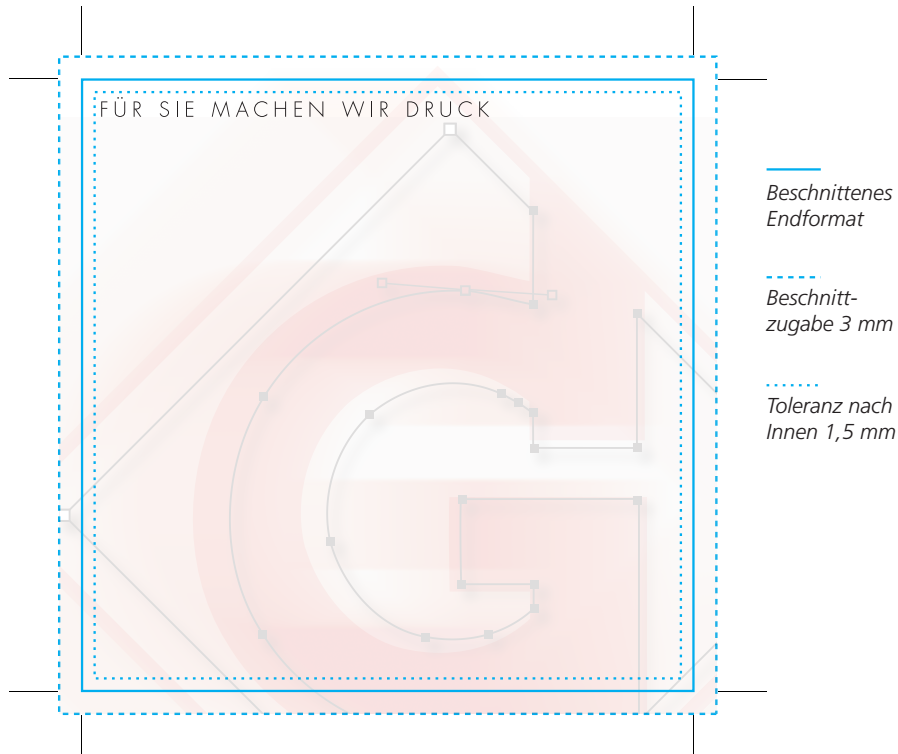 FÜR SIE MACHEN WIR DRUCK
Beschnittenes
Endformat
Beschnitt-
zugabe 3 mm
Toleranz nach
Innen 1,5 mm